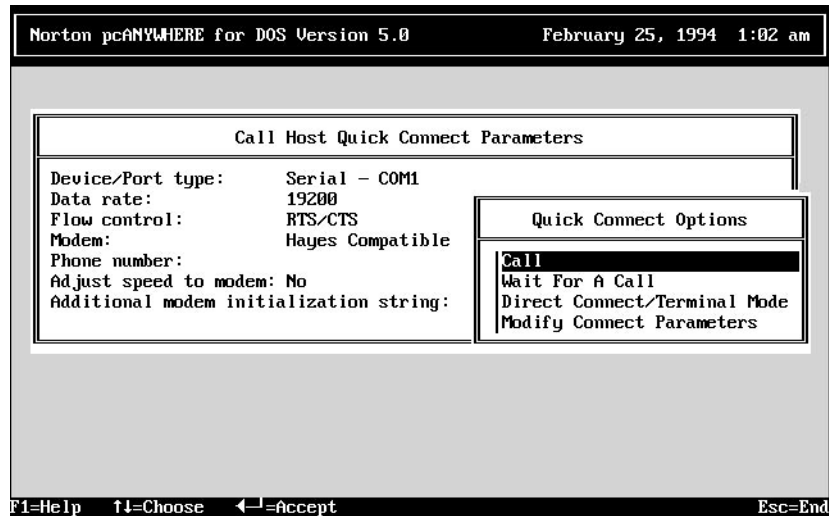 Norton pcANYWHERE for DOS Version 5.0 February 25, 1994 1:02 am
Call Host Quick Connect Parameters
Device/Port type: Serial - COM1
Data rate: 19200
Flow control: RTS/CTS
Modem: Hayes Compatible
Phone number:
Adjust speed to modem: No
Additional modem initialization string:
Quick Connect Options
Call
Wait For A Call
Direct Connect/Terminal Mode
Modify Connect Parameters
F1=Help ↑↓=Choose ◄─┘=Accept Esc=End